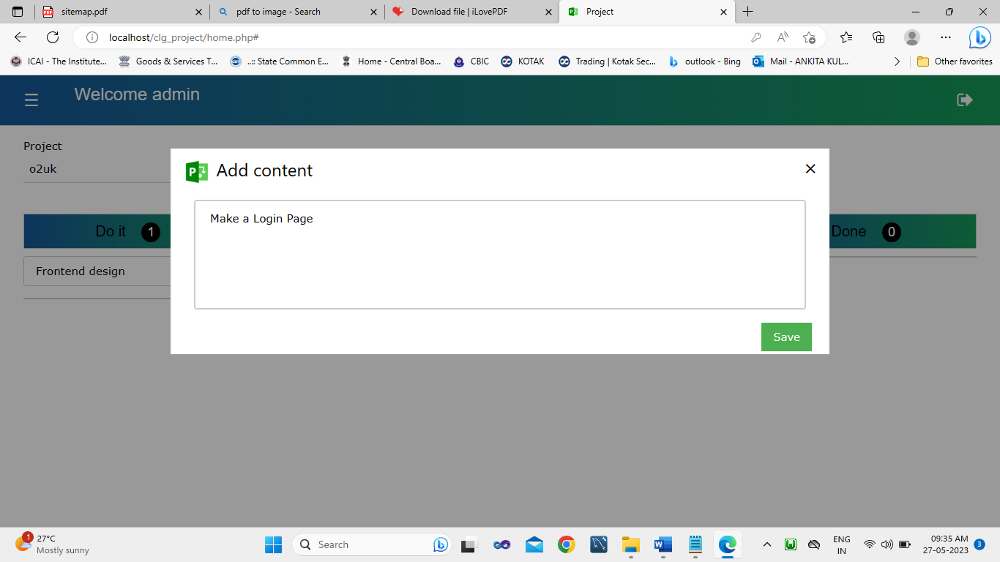 sitemap.pdf
pdf to image - Search
Download file | iLovePDF
Project
localhost/clg_project/home.php#
ICAI - The Institute...
Goods & Services T...
..:: State Common E...
Home - Central Boa...
CBIC
KOTAK
Trading | Kotak Sec...
outlook - Bing
Mail - ANKITA KUL...
Other favorites
Welcome admin
Project
o2uk
Add content
Make a Login Page
Do it 1
Done 0
Frontend design
Save
1
27°C
Mostly sunny
Search
ENG
IN
09:35 AM
27-05-2023
3